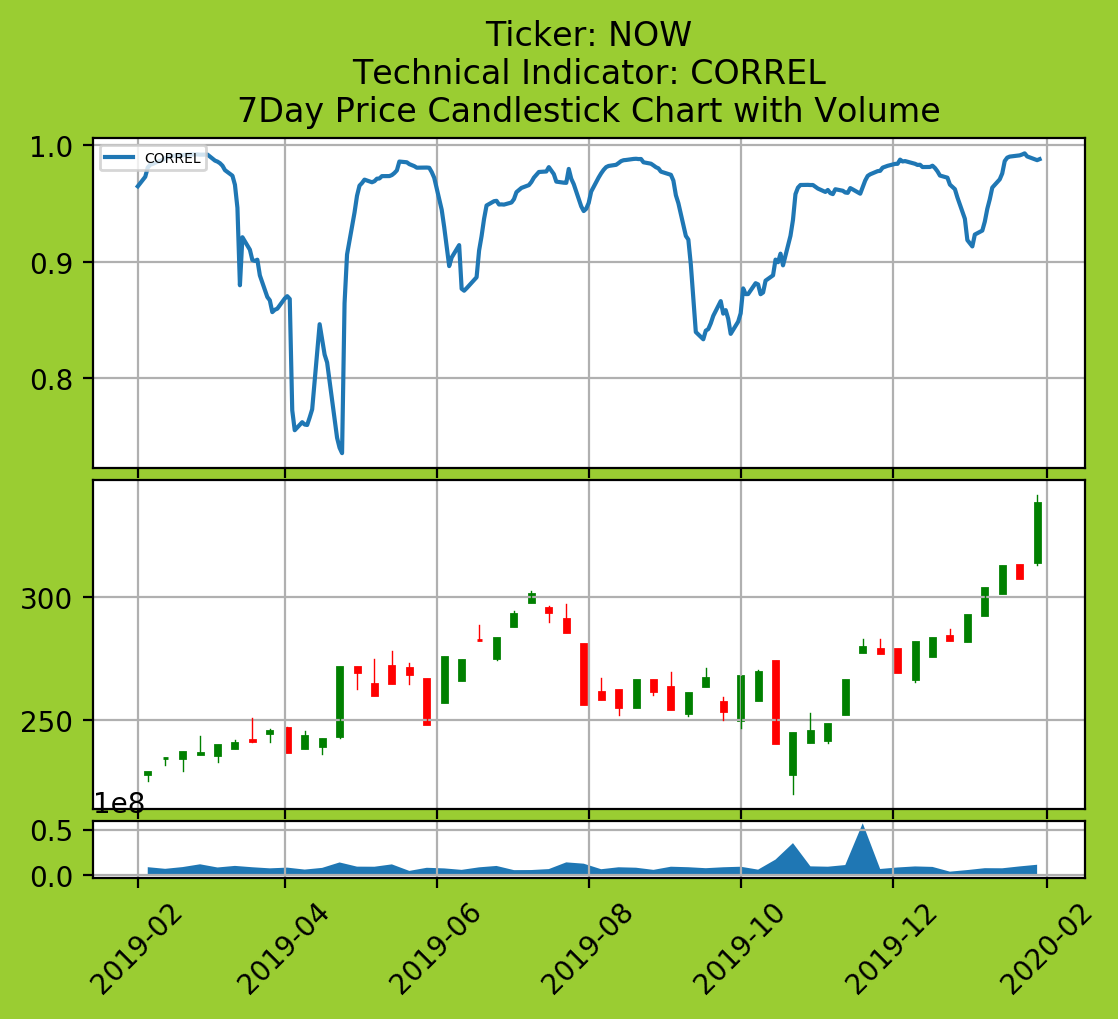 Ticker: NOW
Technical Indicator: CORREL
7Day Price Candlestick Chart with Volume
1.0
CORREL
0.9
0.8
300
250
1e8
0.5
0.0
2019-02
2019-04
2019-06
2019-08
2019-10
2019-12
2020-02